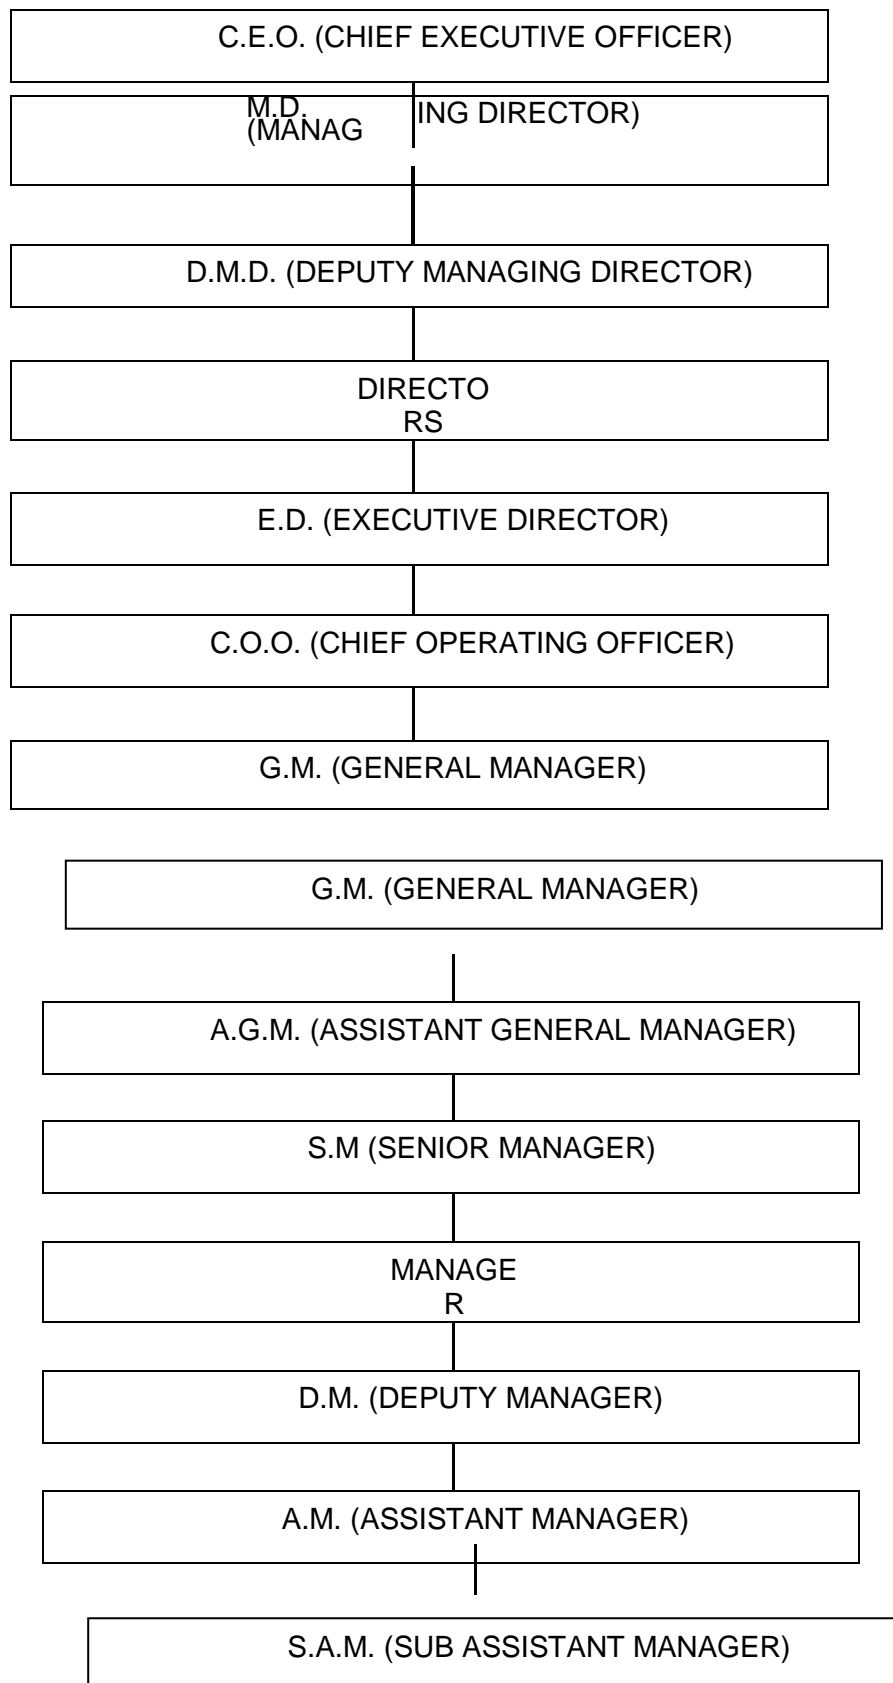 C.E.O. (CHIEF EXECUTIVE OFFICER)
M.D.
(MANAG ING DIRECTOR)
D.M.D. (DEPUTY MANAGING DIRECTOR)
DIRECTO
RS
E.D. (EXECUTIVE DIRECTOR)
C.O.O. (CHIEF OPERATING OFFICER)
G.M. (GENERAL MANAGER)
G.M. (GENERAL MANAGER)
A.G.M. (ASSISTANT GENERAL MANAGER)
S.M (SENIOR MANAGER)
MANAGE
R
D.M. (DEPUTY MANAGER)
A.M. (ASSISTANT MANAGER)
S.A.M. (SUB ASSISTANT MANAGER)